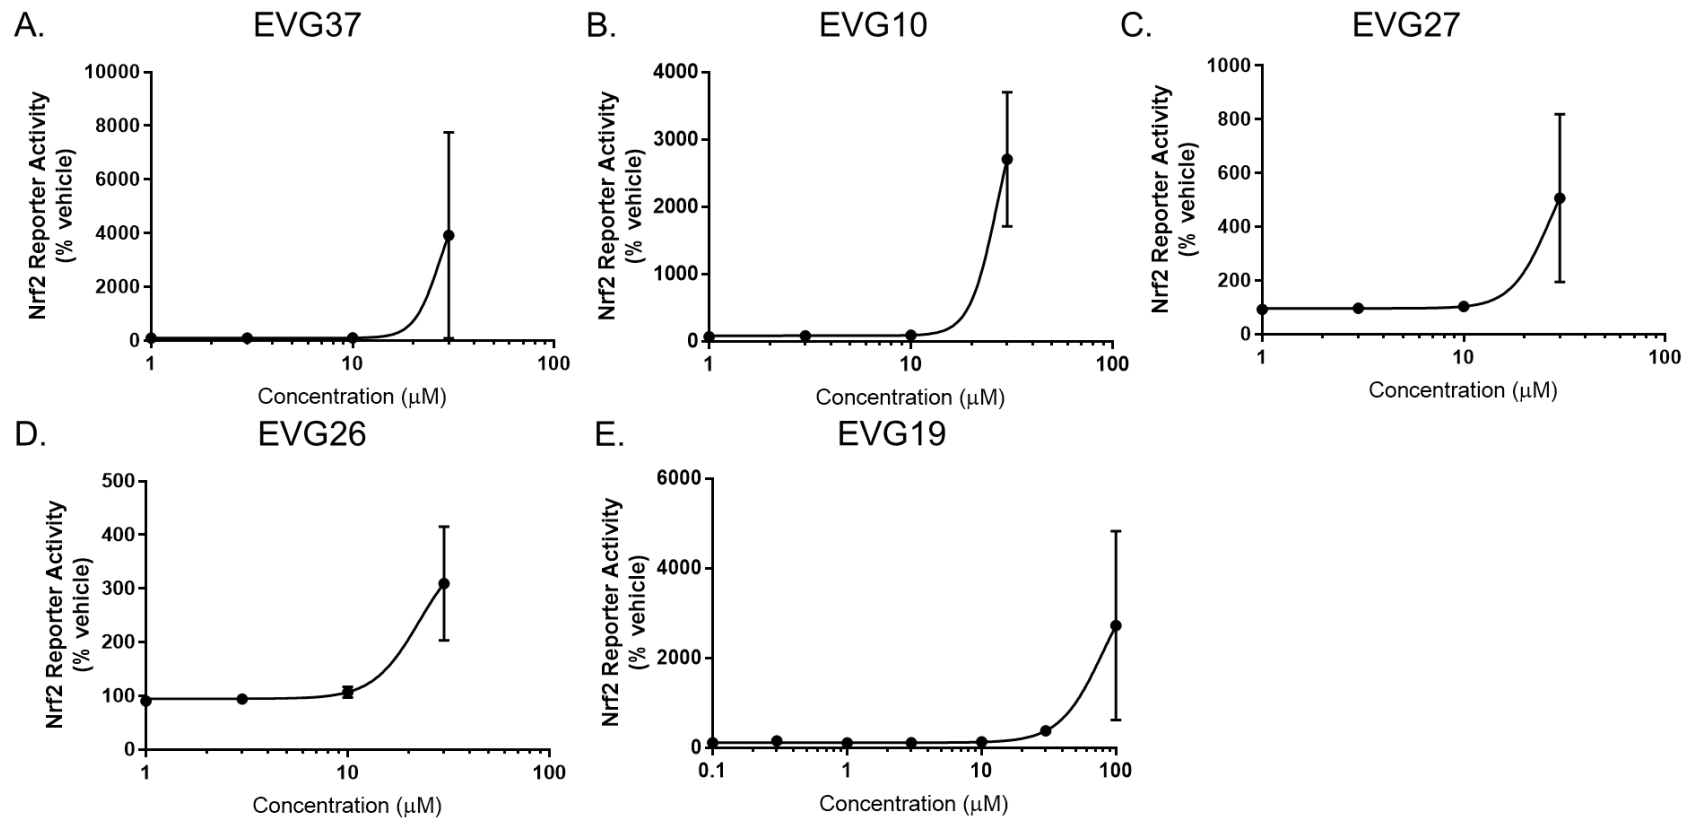 A.
EVG37
Nrf2 Reporter Activity
(% vehicle)
10000
8000
6000
4000
2000
0
1
10
100
Concentration (μM)
B.
EVG10
Nrf2 Reporter Activity
(% vehicle)
4000
3000
2000
1000
0
1
10
100
Concentration (μM)
C.
EVG27
Nrf2 Reporter Activity
(% vehicle)
1000
800
600
400
200
0
1
10
100
Concentration (μM)
D.
EVG26
Nrf2 Reporter Activity
(% vehicle)
500
400
300
200
100
0
1
10
100
Concentration (μM)
E.
EVG19
Nrf2 Reporter Activity
(% vehicle)
6000
4000
2000
0
0.1
1
10
100
Concentration (μM)